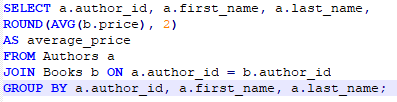 SELECT a.author_id, a.first_name, a.last_name,
ROUND(AVG(b.price), 2)
AS average_price
FROM Authors a
JOIN Books b ON a.author_id = b.author_id
GROUP BY a.author_id, a.first_name, a.last_name;